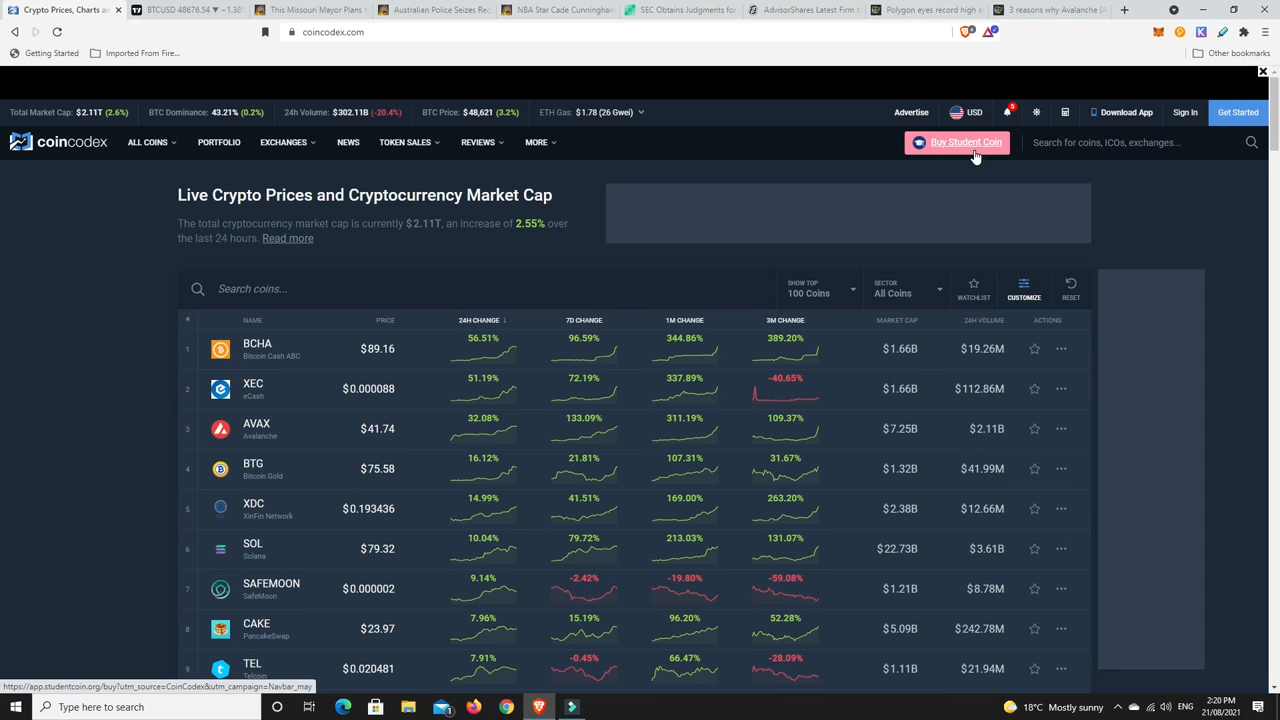 Crypto Prices, Charts an
BTCUSD 48676.54 ▼ −1.38%
This Missouri Mayor Plans t
Australian Police Seizes Rec
NBA Star Cade Cunningham
SEC Obtains Judgments for
AdvisorShares Latest Firm t
Polygon eyes record high a
3 reasons why Avalanche (A
coincodex.com
6
Getting Started
Imported From Fire...
Other bookmarks
Total Market Cap: $2.11T (2.6%)
BTC Dominance: 43.21% (0.2%)
24h Volume: $302.11B (-20.4%)
BTC Price: $48,621 (3.2%)
ETH Gas: $1.78 (26 Gwei)
Advertise
USD
5
Download App
Sign In
Get Started
coincodex
ALL COINS
PORTFOLIO
EXCHANGES
NEWS
TOKEN SALES
REVIEWS
MORE
Buy Student Coin
Search for coins, ICOs, exchanges...
Live Crypto Prices and Cryptocurrency Market Cap
The total cryptocurrency market cap is currently $2.11T, an increase of 2.55% over
the last 24 hours. Read more
Search coins...
SHOW TOP
100 Coins
SECTOR
All Coins
WATCHLIST
CUSTOMIZE
RESET
# NAME PRICE 24H CHANGE ↓ 7D CHANGE 1M CHANGE 3M CHANGE MARKET CAP 24H VOLUME ACTIONS
1 BCHA Bitcoin Cash ABC $89.16 56.51% 96.59% 344.86% 389.20% $1.66B $19.26M
2 XEC eCash $0.000088 51.19% 72.19% 337.89% -40.65% $1.66B $112.86M
3 AVAX Avalanche $41.74 32.08% 133.09% 311.19% 109.37% $7.25B $2.11B
4 BTG Bitcoin Gold $75.58 16.12% 21.81% 107.31% 31.67% $1.32B $41.99M
5 XDC XinFin Network $0.193436 14.99% 41.51% 169.00% 263.20% $2.38B $12.66M
6 SOL Solana $79.32 10.04% 79.72% 213.03% 131.07% $22.73B $3.61B
7 SAFEMOON SafeMoon $0.000002 9.14% -2.42% -19.80% -59.08% $1.21B $8.78M
8 CAKE PancakeSwap $23.97 7.96% 15.19% 96.20% 52.28% $5.09B $242.78M
9 TEL Telcoin $0.020481 7.91% -0.45% 66.47% -28.09% $1.11B $21.94M
https://app.studentcoin.org/buy?utm_source=CoinCodex&utm_campaign=Navbar_may
Type here to search
18°C Mostly sunny
ENG
2:20 PM
21/08/2021